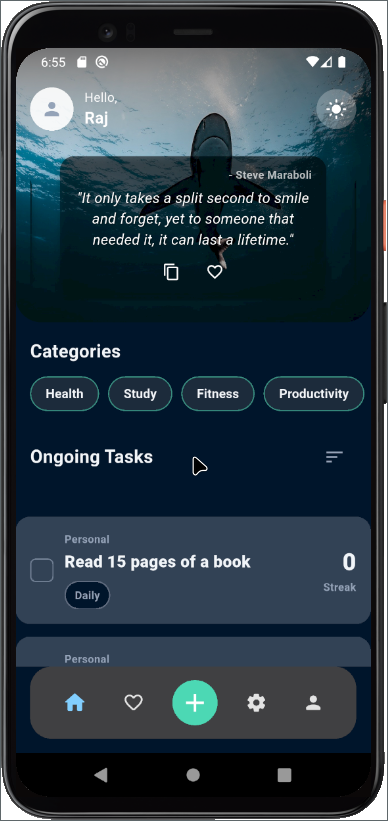 6:55
Hello,
Raj
- Steve Maraboli
"It only takes a split second to smile
and forget, yet to someone that
needed it, it can last a lifetime."
Categories
Health
Study
Fitness
Productivity
Ongoing Tasks
Personal
Read 15 pages of a book
0
Daily
Streak
Personal